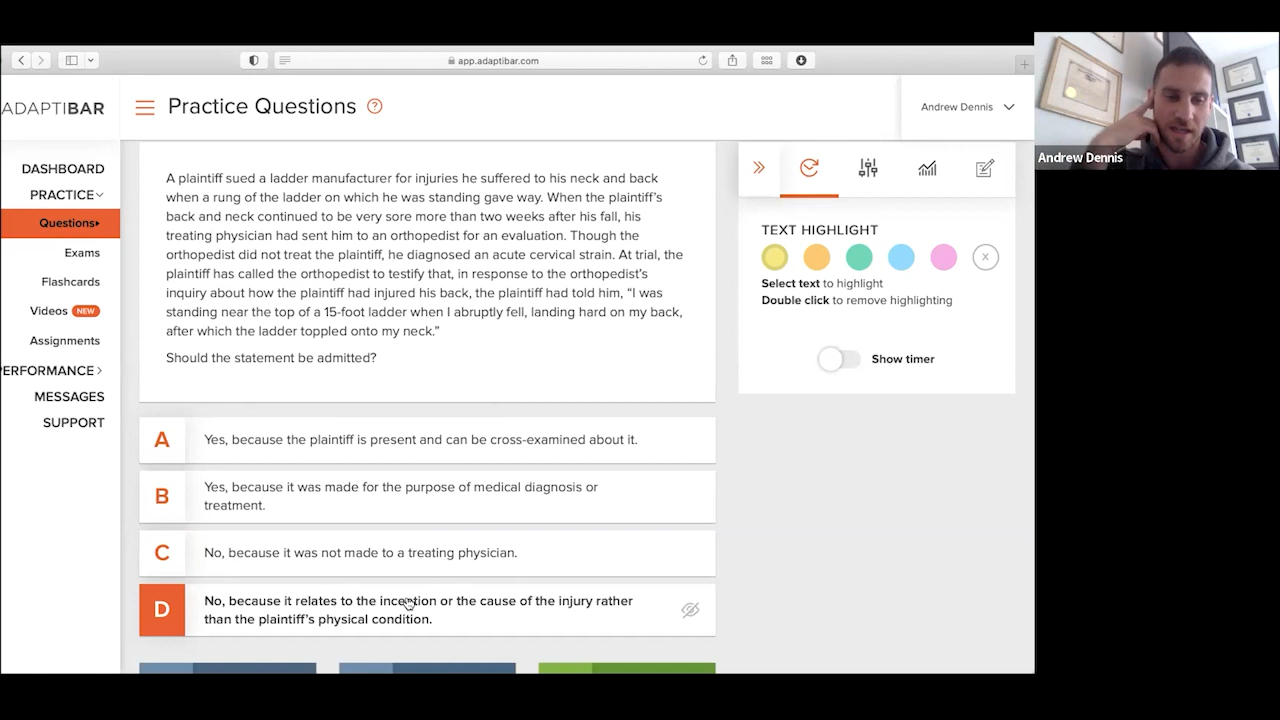 app.adaptibar.com
ADAPTIBAR
Practice Questions ?
Andrew Dennis
Andrew Dennis
DASHBOARD
PRACTICE
Questions
Exams
Flashcards
Videos NEW
Assignments
PERFORMANCE
MESSAGES
SUPPORT
A plaintiff sued a ladder manufacturer for injuries he suffered to his neck and back
when a rung of the ladder on which he was standing gave way. When the plaintiff's
back and neck continued to be very sore more than two weeks after his fall, his
treating physician had sent him to an orthopedist for an evaluation. Though the
orthopedist did not treat the plaintiff, he diagnosed an acute cervical strain. At trial, the
plaintiff has called the orthopedist to testify that, in response to the orthopedist's
inquiry about how the plaintiff had injured his back, the plaintiff had told him, “I was
standing near the top of a 15-foot ladder when I abruptly fell, landing hard on my back,
after which the ladder toppled onto my neck.”
Should the statement be admitted?
A Yes, because the plaintiff is present and can be cross-examined about it.
B Yes, because it was made for the purpose of medical diagnosis or
treatment.
C No, because it was not made to a treating physician.
D No, because it relates to the inception or the cause of the injury rather
than the plaintiff's physical condition.
TEXT HIGHLIGHT
X
Select text to highlight
Double click to remove highlighting
Show timer